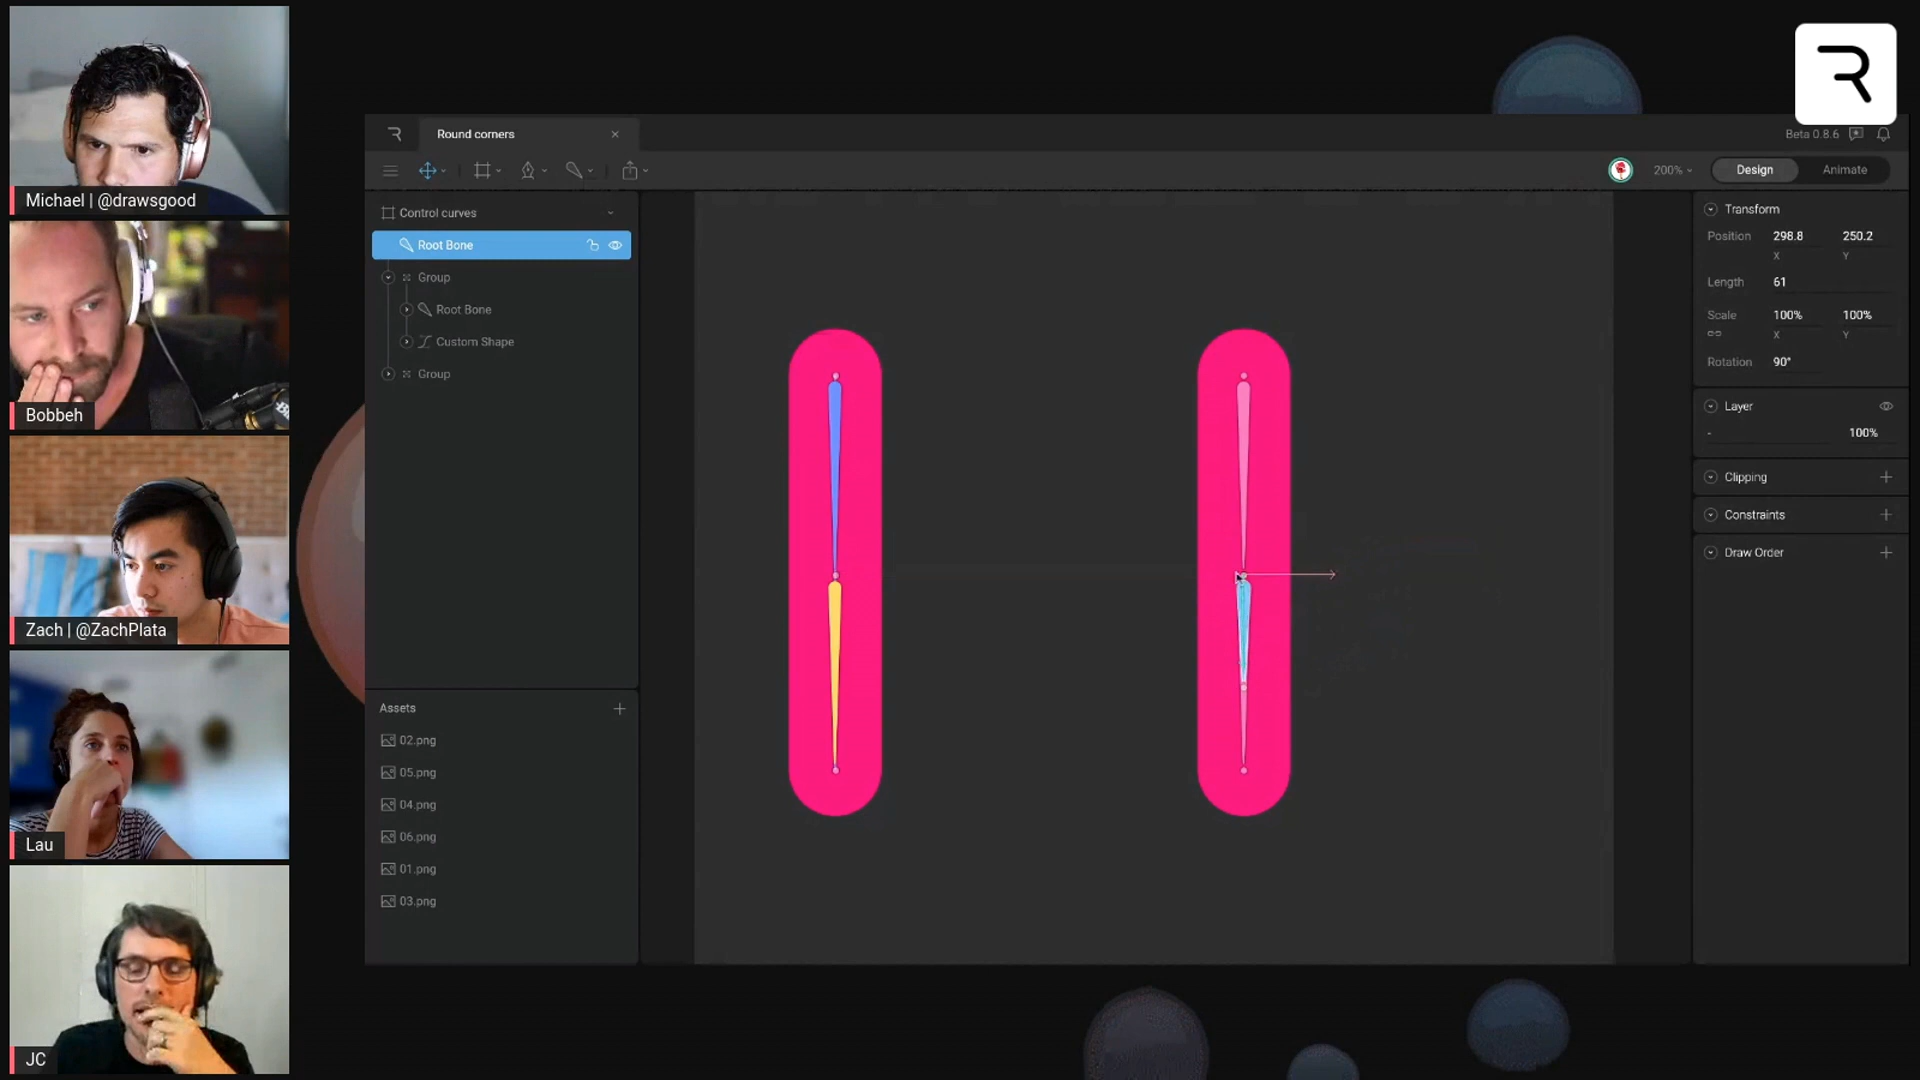 Michael | @drawsgood
Bobbeh
Zach | @ZachPlata
Lau
JC
Round corners
Beta 0.8.6
200%
Design
Animate
Control curves
Root Bone
Group
Root Bone
Custom Shape
Group
Assets
02.png
05.png
04.png
06.png
01.png
03.png
Transform
Position 298.8 250.2
X Y
Length 61
Scale 100% 100%
X Y
Rotation 90°
Layer
- 100%
Clipping
Constraints
Draw Order